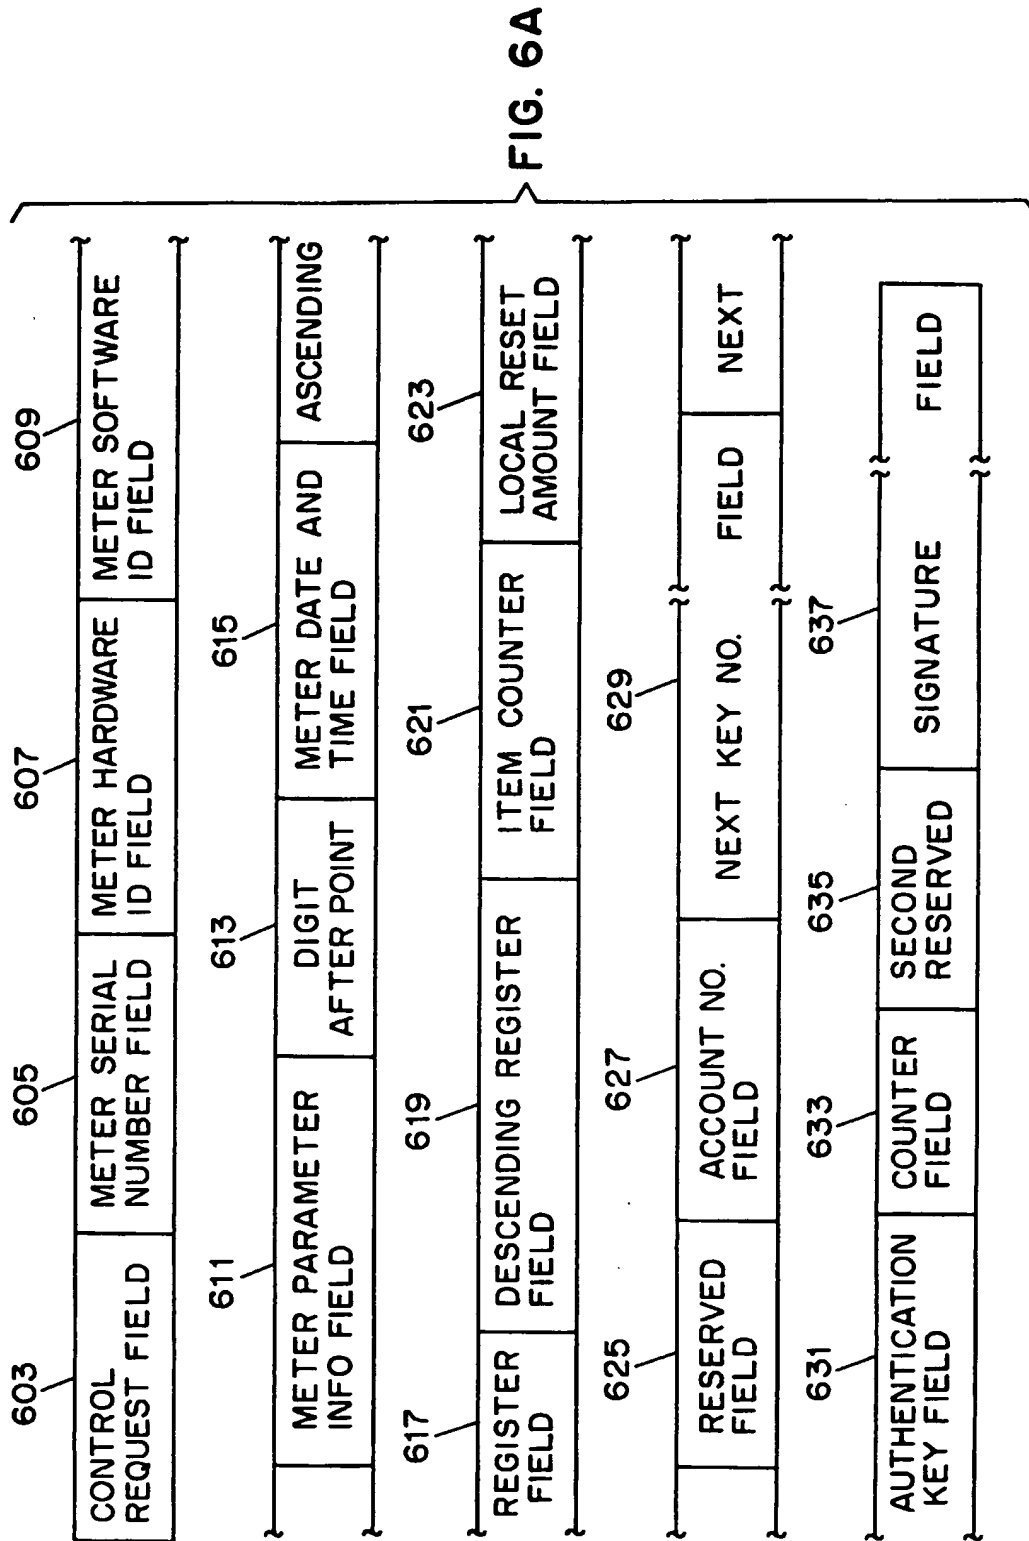 603
605
607
609
CONTROL
REQUEST FIELD
METER SERIAL
NUMBER FIELD
METER HARDWARE
ID FIELD
METER SOFTWARE
ID FIELD
611
613
615
METER PARAMETER
INFO FIELD
DIGIT
AFTER POINT
METER DATE AND
TIME FIELD
ASCENDING
617
619
621
623
REGISTER
FIELD
DESCENDING REGISTER
FIELD
ITEM COUNTER
FIELD
LOCAL RESET
AMOUNT FIELD
625
627
629
RESERVED
FIELD
ACCOUNT NO.
FIELD
NEXT KEY NO. FIELD
NEXT
631
633
635
637
AUTHENTICATION
KEY FIELD
COUNTER
FIELD
SECOND
RESERVED
SIGNATURE FIELD
FIG. 6A